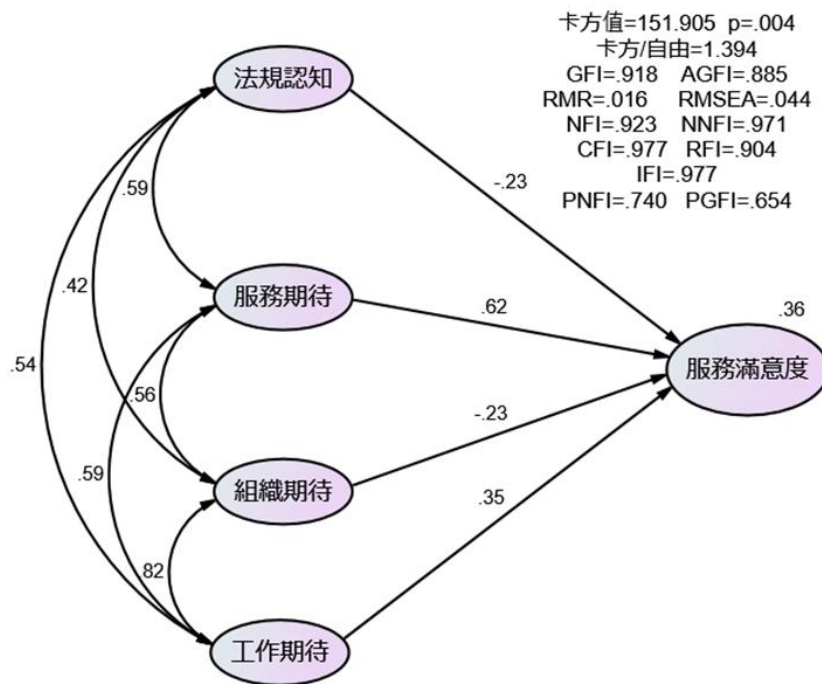 卡方值=151.905 p=.004
卡方/自由=1.394
GFI=.918 AGFI=.885
RMR=.016 RMSEA=.044
NFI=.923 NNFI=.971
CFI=.977 RFI=.904
IFI=.977
PNFI=.740 PGFI=.654
法規認知
-.23
.59
.42
服務期待
.62
.36
服務滿意度
.54
.56
-.23
.59
組織期待
.35
82
工作期待